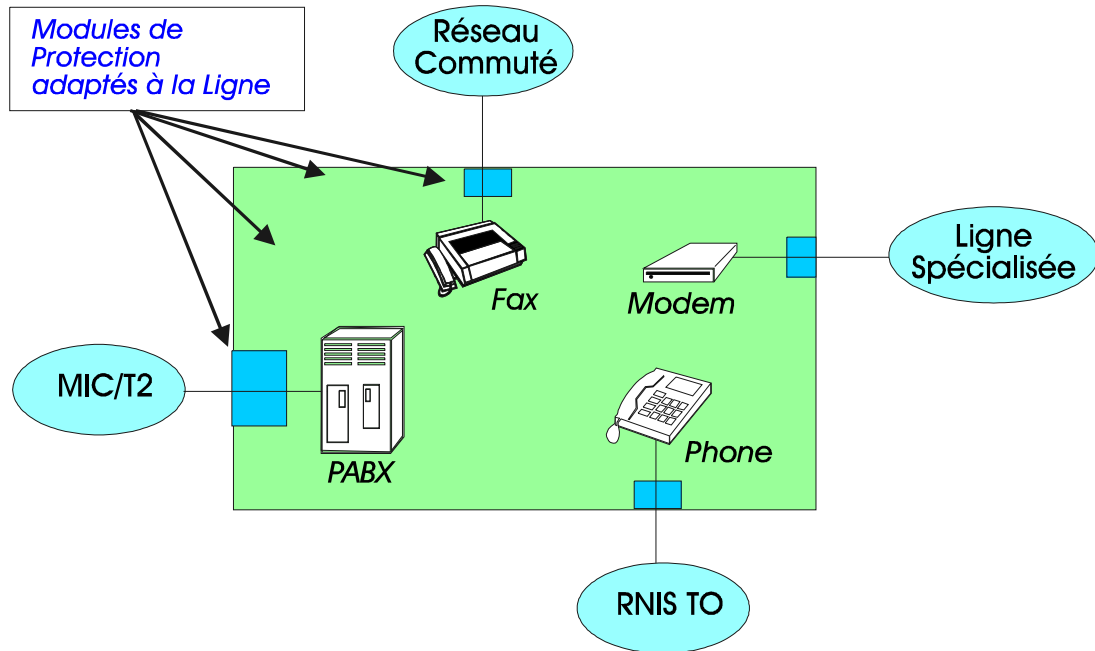 Modules de
Protection
adaptés à la Ligne
Réseau
Commuté
Fax
Modem
Ligne
Spécialisée
MIC/T2
PABX
Phone
RNIS TO